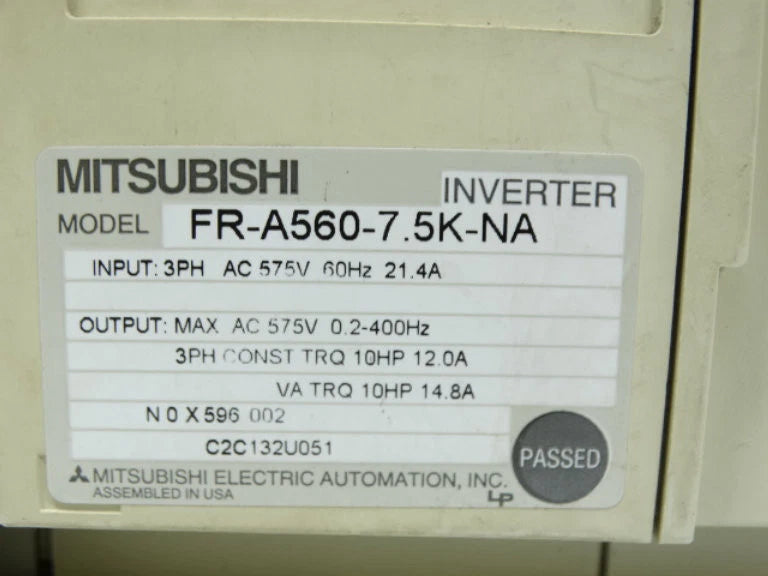 MITSUBISHI
INVERTER
MODEL FR-A560-7.5K-NA
INPUT: 3PH AC 575V 60Hz 21.4A
OUTPUT: MAX AC 575V 0.2-400Hz
3PH CONST TRQ 10HP 12.0A
VA TRQ 10HP 14.8A
N 0 X 596 002
C2C132U051
PASSED
MITSUBISHI ELECTRIC AUTOMATION, INC.
ASSEMBLED IN USA
LP